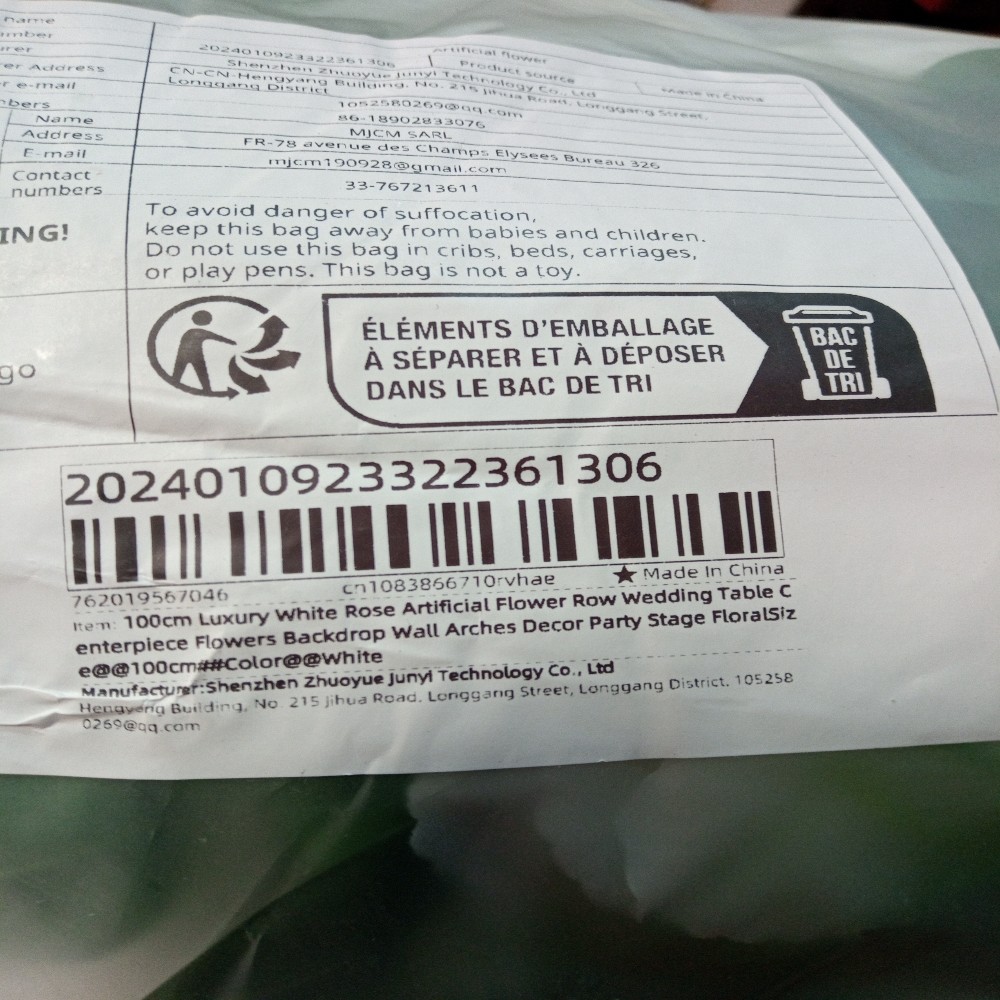 name
Artificial flower
mber
2024010923322361306
Product source
Made in China
urer
Shenzhen Zhuoyue Junyi Technology Co., Ltd
er Address
CN-CN-Hengyang Building, No. 215 Jihua Road, Longgang Street,
Longgang District
r e-mail
1052580269@qq.com
bers
86-18902833076
Name
MJCM SARL
Address
FR-78 avenue des Champs Elysees Bureau 326
E-mail
mjcm190928@gmail.com
Contact
numbers
33-767213611
ING!
To avoid danger of suffocation,
keep this bag away from babies and children.
Do not use this bag in cribs, beds, carriages,
or play pens. This bag is not a toy.
go
ÉLÉMENTS D'EMBALLAGE
À SÉPARER ET À DÉPOSER
DANS LE BAC DE TRI
BAC
DE
TRI
2024010923322361306
762019567046
cn1083866710rvhae
★ Made In China
Item: 100cm Luxury White Rose Artificial Flower Row Wedding Table C
enterpiece Flowers Backdrop Wall Arches Decor Party Stage FloralSiz
e@@100cm##Color@@White
Manufacturer:Shenzhen Zhuoyue Junyi Technology Co., Ltd
Hengyang Building, No. 215 Jihua Road, Longgang Street, Longgang District. 105258
0269@qq.com